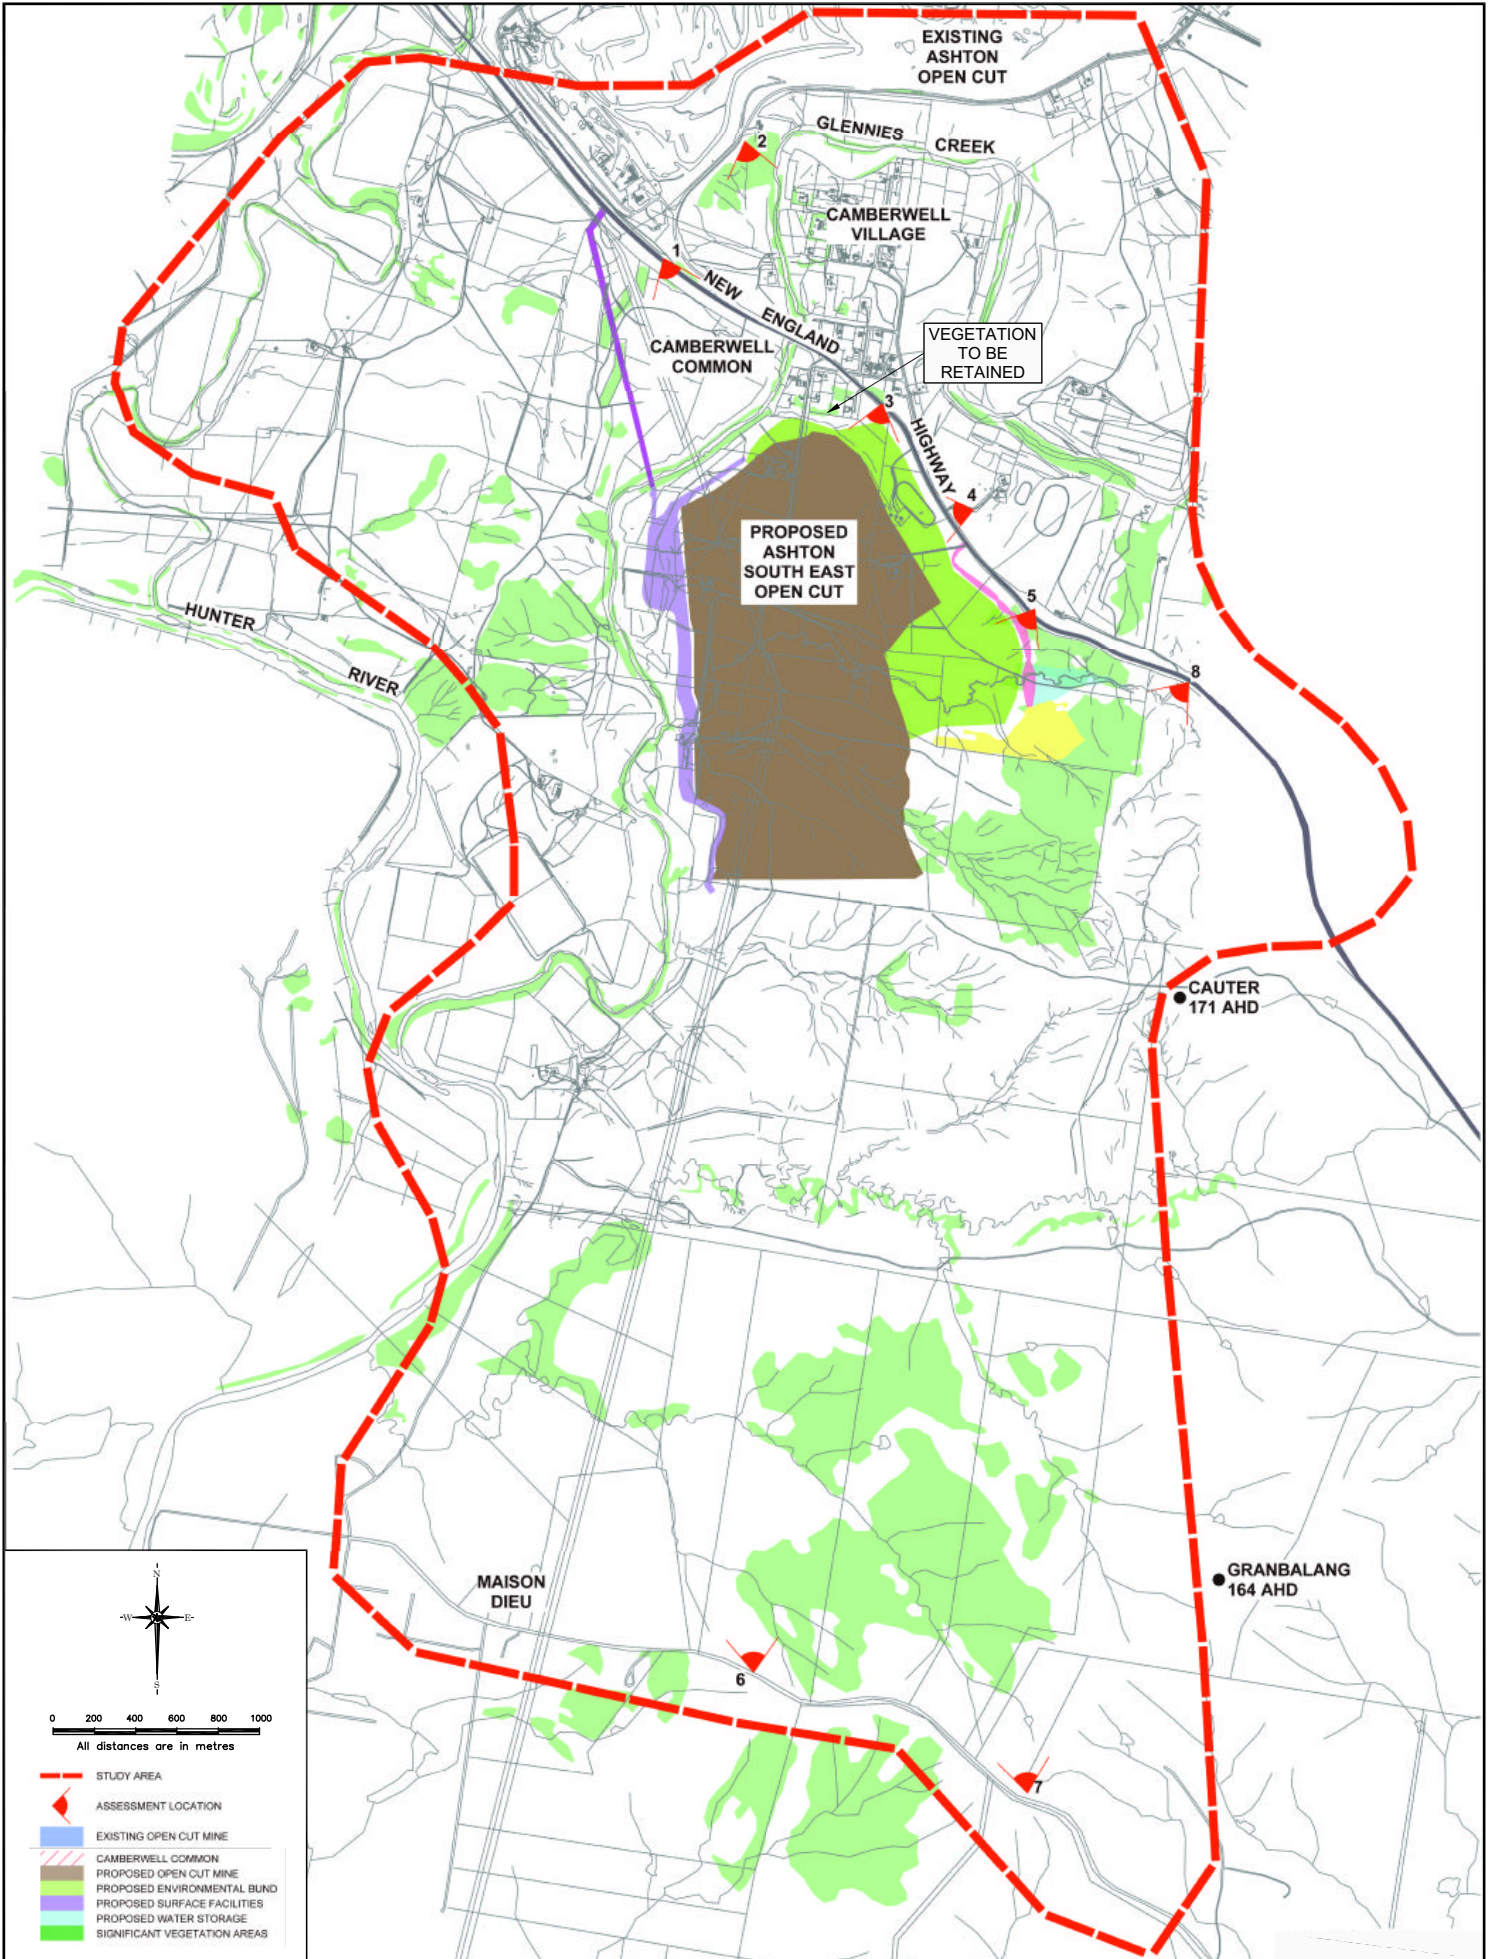 EXISTING
ASHTON
OPEN CUT
GLENNIES
CREEK
2
CAMBERWELL
VILLAGE
1
NEW
ENGLAND
HIGHWAY
CAMBERWELL
COMMON
VEGETATION
TO BE
RETAINED
3
4
PROPOSED
ASHTON
SOUTH EAST
OPEN CUT
5
HUNTER
RIVER
8
CAUTER
171 AHD
GRANBALANG
164 AHD
MAISON
DIEU
6
7
N
W
E
S
0 200 400 600 800 1000
All distances are in metres
STUDY AREA
ASSESSMENT LOCATION
EXISTING OPEN CUT MINE
CAMBERWELL COMMON
PROPOSED OPEN CUT MINE
PROPOSED ENVIRONMENTAL BUND
PROPOSED SURFACE FACILITIES
PROPOSED WATER STORAGE
SIGNIFICANT VEGETATION AREAS